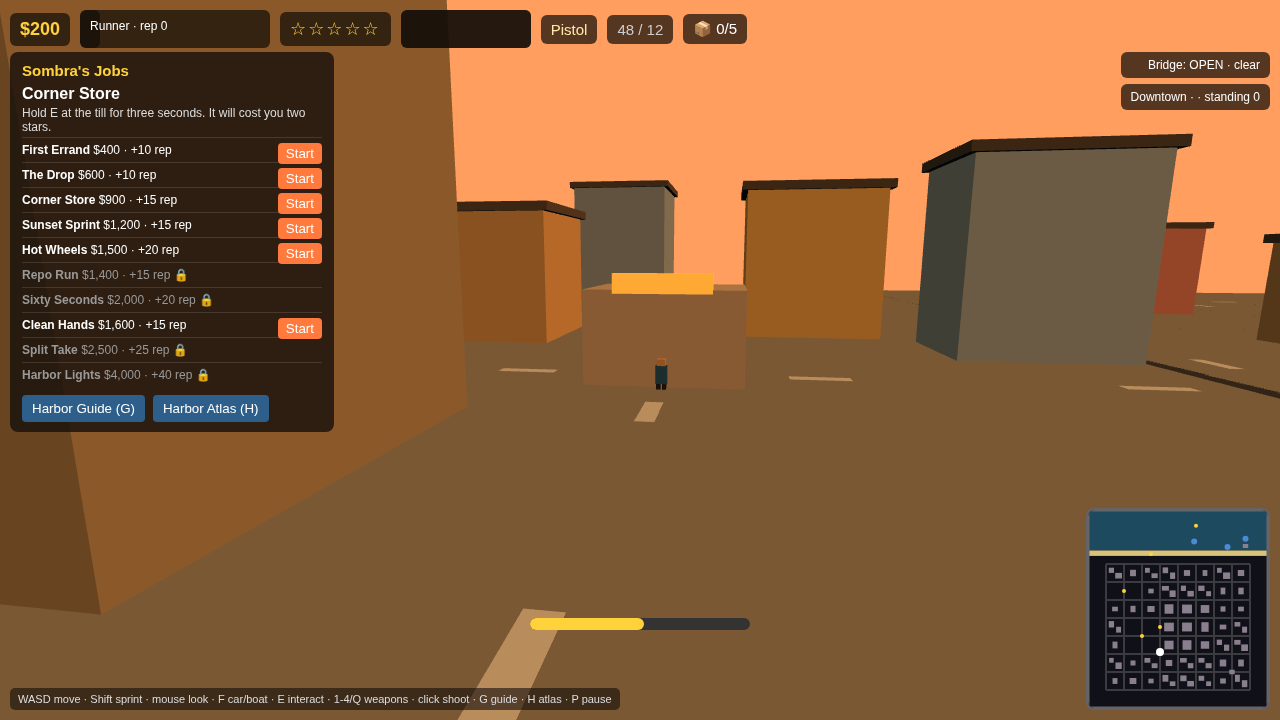 $200
Runner · rep 0
☆☆☆☆☆
Pistol
48 / 12
📦 0/5
Bridge: OPEN · clear
Downtown · · standing 0
Sombra's Jobs
Corner Store
Hold E at the till for three seconds. It will cost you two
stars.
First Errand $400 · +10 rep Start
The Drop $600 · +10 rep Start
Corner Store $900 · +15 rep Start
Sunset Sprint $1,200 · +15 rep Start
Hot Wheels $1,500 · +20 rep Start
Repo Run $1,400 · +15 rep 🔒
Sixty Seconds $2,000 · +20 rep 🔒
Clean Hands $1,600 · +15 rep Start
Split Take $2,500 · +25 rep 🔒
Harbor Lights $4,000 · +40 rep 🔒
Harbor Guide (G) Harbor Atlas (H)
WASD move · Shift sprint · mouse look · F car/boat · E interact · 1-4/Q weapons · click shoot · G guide · H atlas · P pause